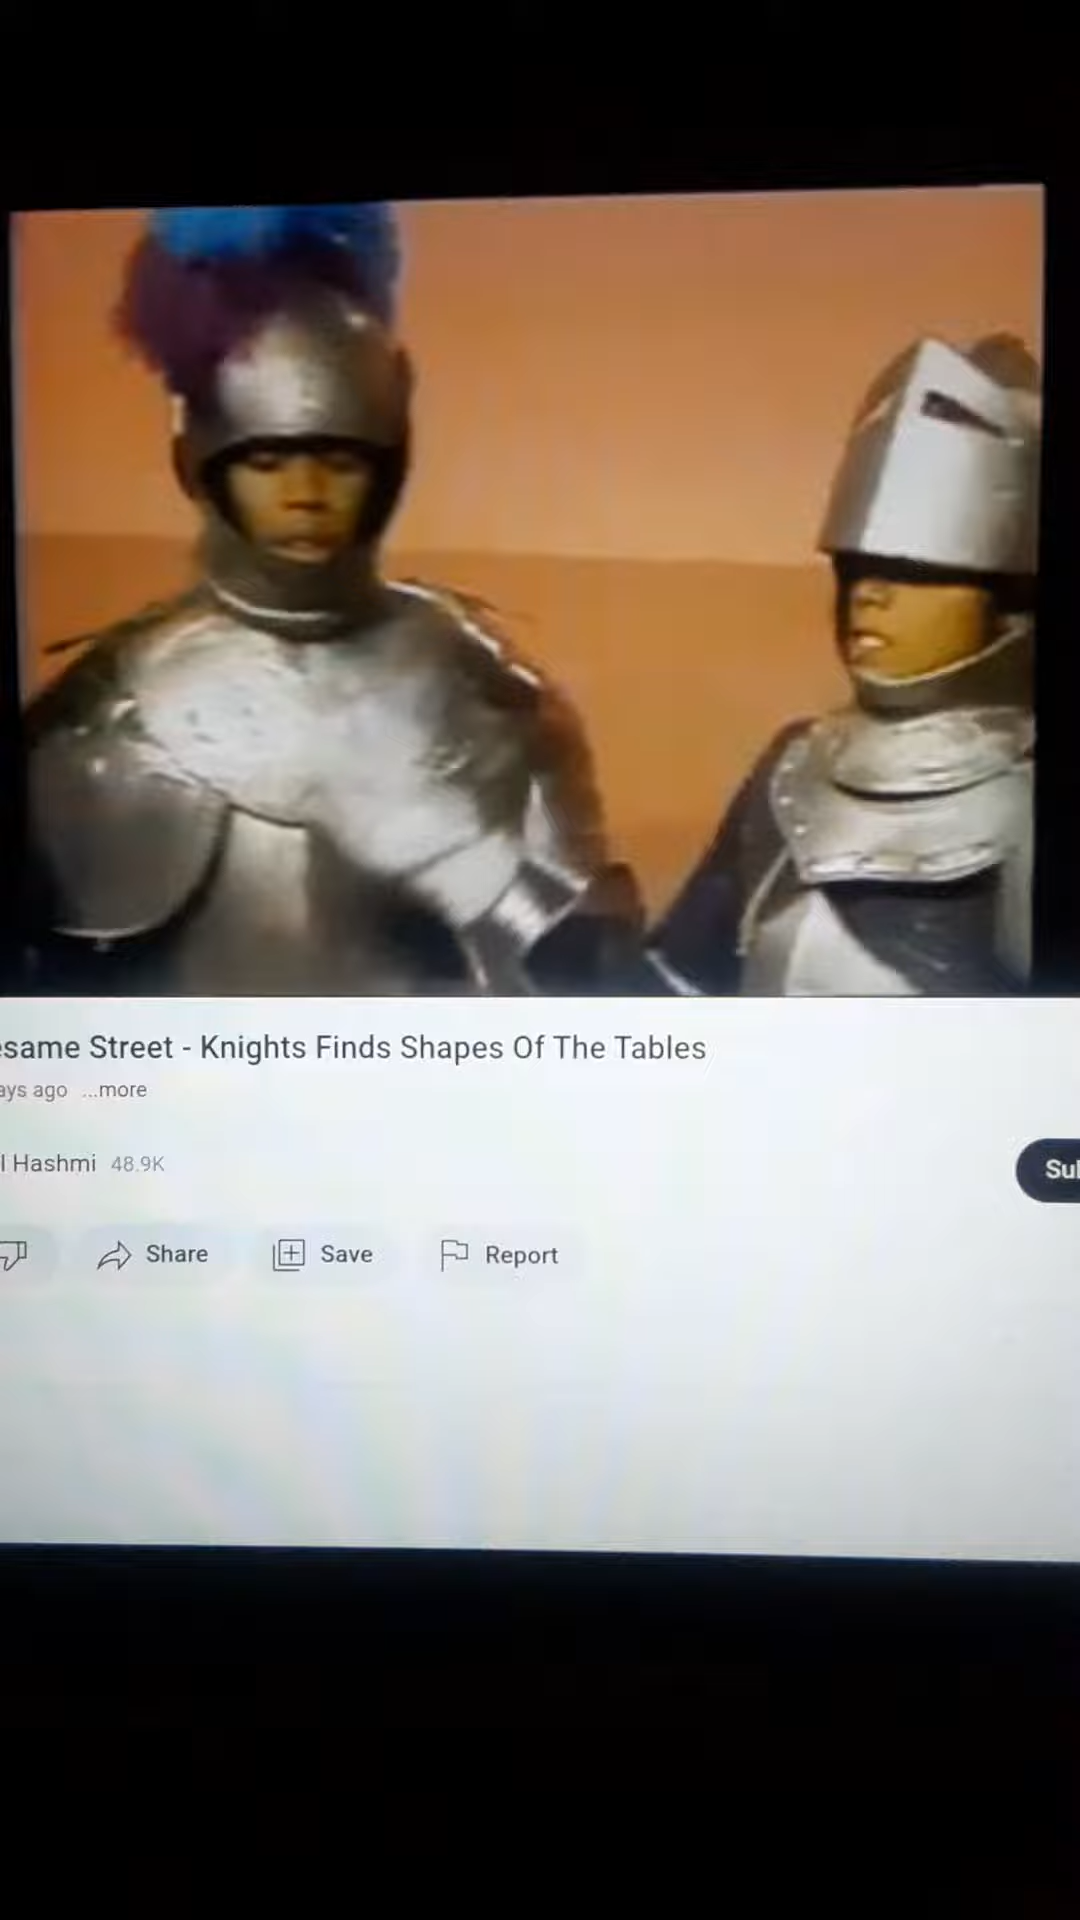 esame Street - Knights Finds Shapes Of The Tables
ays ago ...more
l Hashmi 48.9K
Sul
Share Save Report